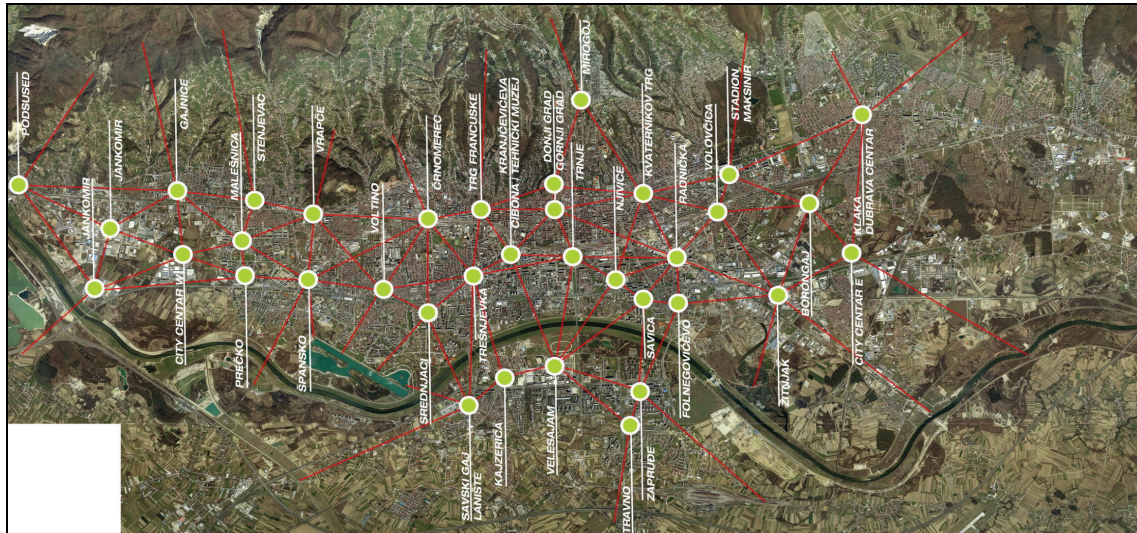 PODSUSED
JANKOMIR
JANKOMIR
GAJNICE
CITY CENTAR W
MALEŠNICA
STENJEVAC
PREČKO
VRAPČE
ŠPANSKO
VOLTINO
ČRNOMEREC
SREDNJACI
TRG FRANCUSKE
TREŠNJEVKA
SAVSKI GAJ
LANIŠTE
KRANJČEVIĆEVA
CIBONA I TEHNIČKI MUZEJ
KAJZERICA
DONJI GRAD
GORNJI GRAD
TRNJE
MIROGOJ
VELESAJAM
NJIVICE
KVATERNIKOV TRG
SAVICA
TRAVNO
ZAPRUĐE
RADNIČKA
FOLNEGOVIĆEVO
VOLOVČICA
STADION
MAKSINIR
ŽITNJAK
BORONGAJ
KLAKA
DUBRAVA CENTAR
CITY CENTAR E